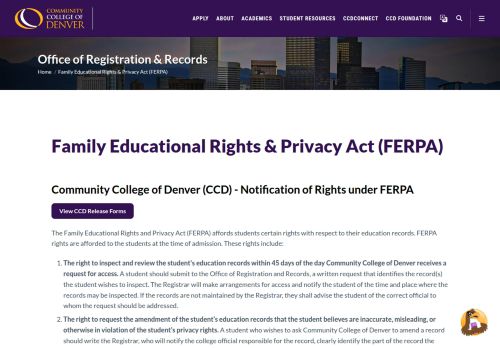 COMMUNITY
COLLEGE OF
DENVER
APPLY ABOUT ACADEMICS STUDENT RESOURCES CCDCONNECT CCD FOUNDATION
Office of Registration & Records
Home / Family Educational Rights & Privacy Act (FERPA)
Family Educational Rights & Privacy Act (FERPA)
Community College of Denver (CCD) - Notification of Rights under FERPA
View CCD Release Forms
The Family Educational Rights and Privacy Act (FERPA) affords students certain rights with respect to their education records. FERPA
rights are afforded to the students at the time of admission. These rights include:
1. The right to inspect and review the student's education records within 45 days of the day Community College of Denver receives a
request for access. A student should submit to the Office of Registration and Records, a written request that identifies the record(s)
the student wishes to inspect. The Registrar will make arrangements for access and notify the student of the time and place where the
records may be inspected. If the records are not maintained by the Registrar, they shall advise the student of the correct official to
whom the request should be addressed.
2. The right to request the amendment of the student's education records that the student believes are inaccurate, misleading, or
otherwise in violation of the student's privacy rights. A student who wishes to ask Community College of Denver to amend a record
should write the Registrar, who will notify the college official responsible for the record, clearly identify the part of the record the